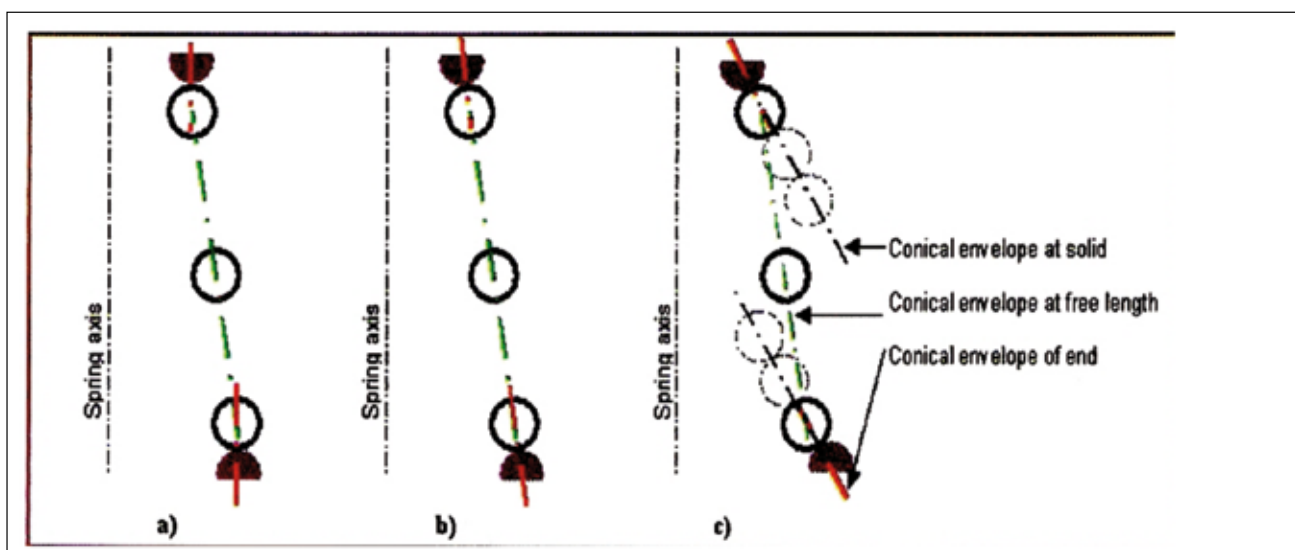 Spring axis
Spring axis
Spring axis
Conical envelope at solid
Conical envelope at free length
Conical envelope of end
a)
b)
c)